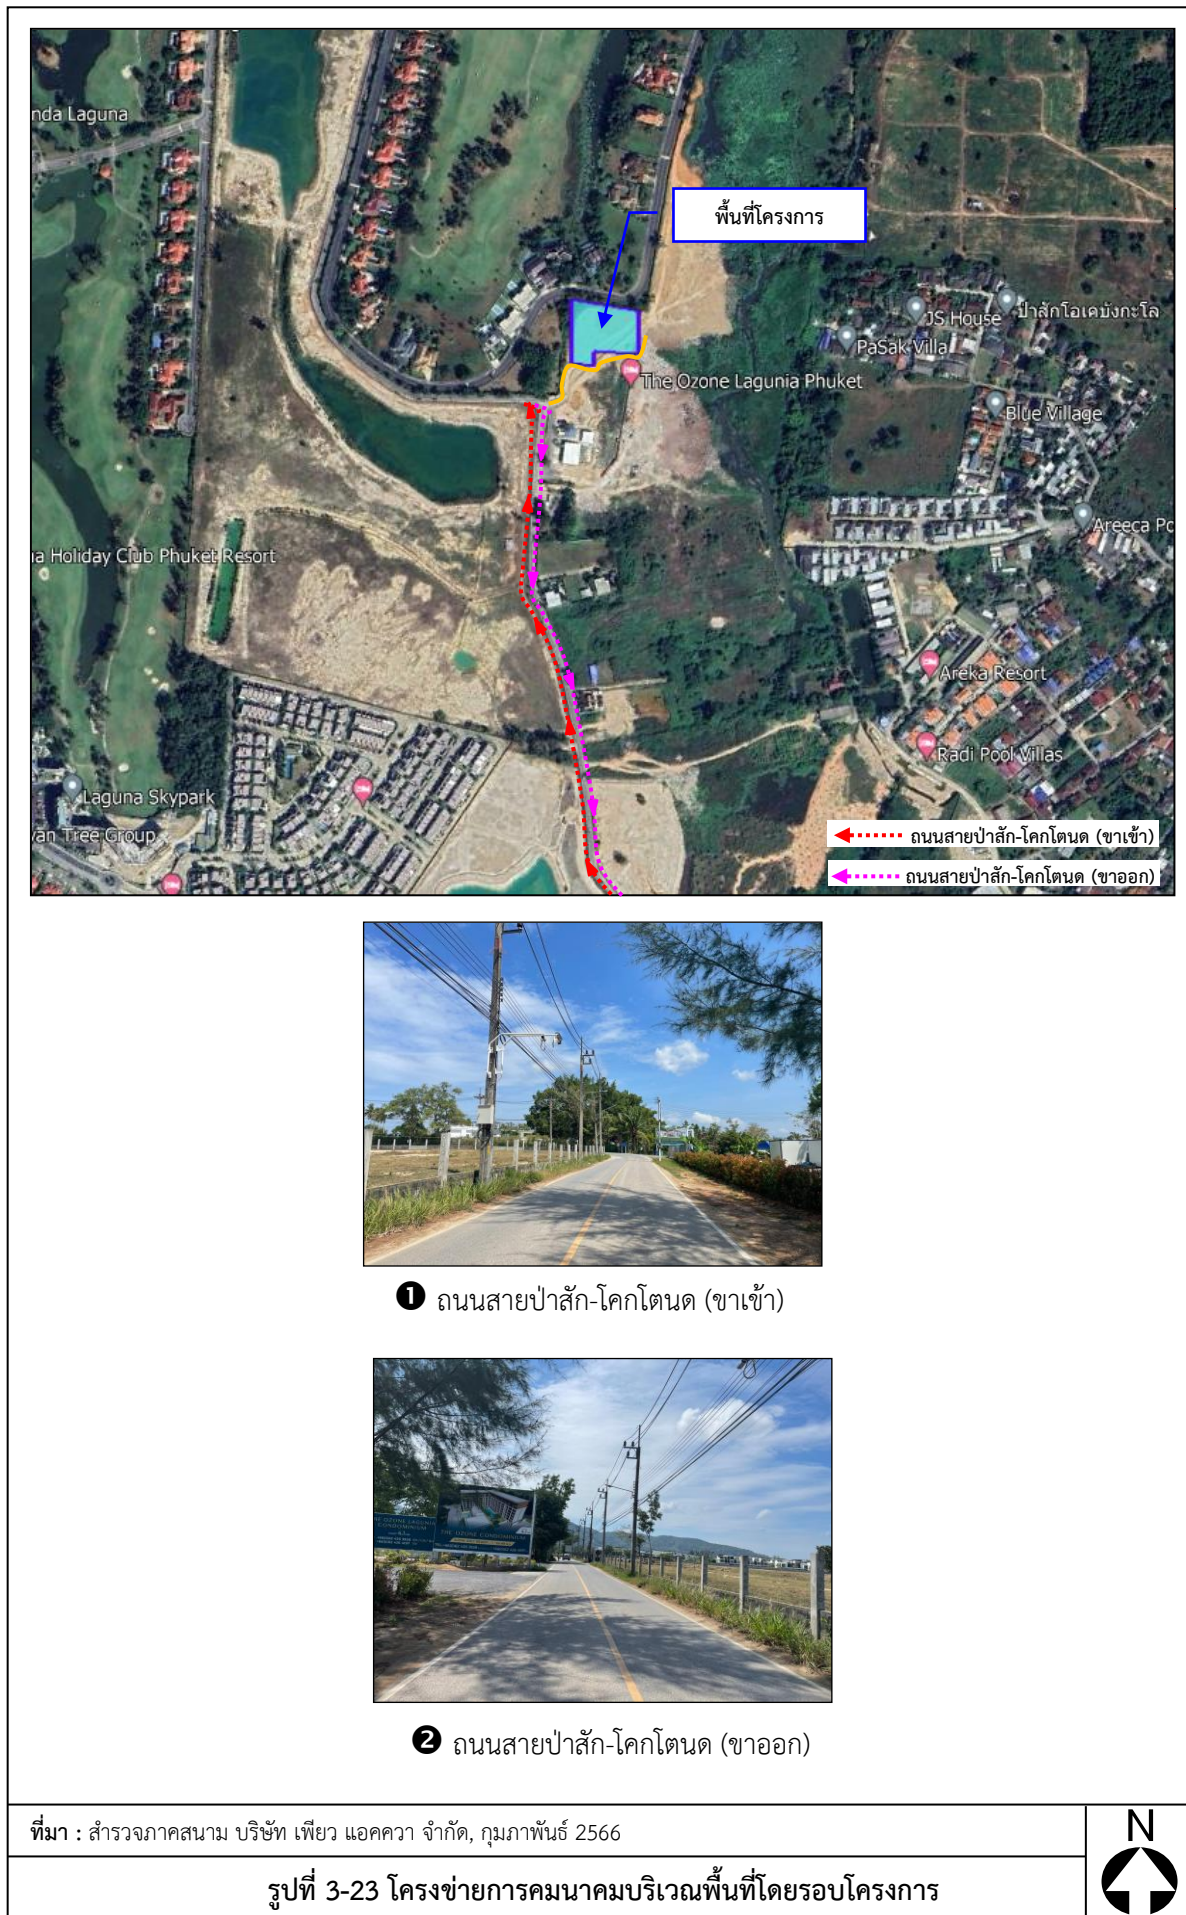 nda Laguna
พื้นที่โครงการ
JS House
ป่าสักโอเคบังกะโล
PaSak Villa
The Ozone Lagunia Phuket
Blue Village
Areeca Po
na Holiday Club Phuket Resort
Areka Resort
Radi Pool Villas
Laguna Skypark
yan Tree Group
ถนนสายป่าสัก-โคกโตนด (ขาเข้า)
ถนนสายป่าสัก-โคกโตนด (ขาออก)
❶ ถนนสายป่าสัก-โคกโตนด (ขาเข้า)
THE OZONE LAGUNIA
CONDOMINIUM
THE OZONE CONDOMINIUM
❷ ถนนสายป่าสัก-โคกโตนด (ขาออก)
ที่มา : สำรวจภาคสนาม บริษัท เพียว แอคควา จำกัด, กุมภาพันธ์ 2566
N
รูปที่ 3-23 โครงข่ายการคมนาคมบริเวณพื้นที่โดยรอบโครงการ